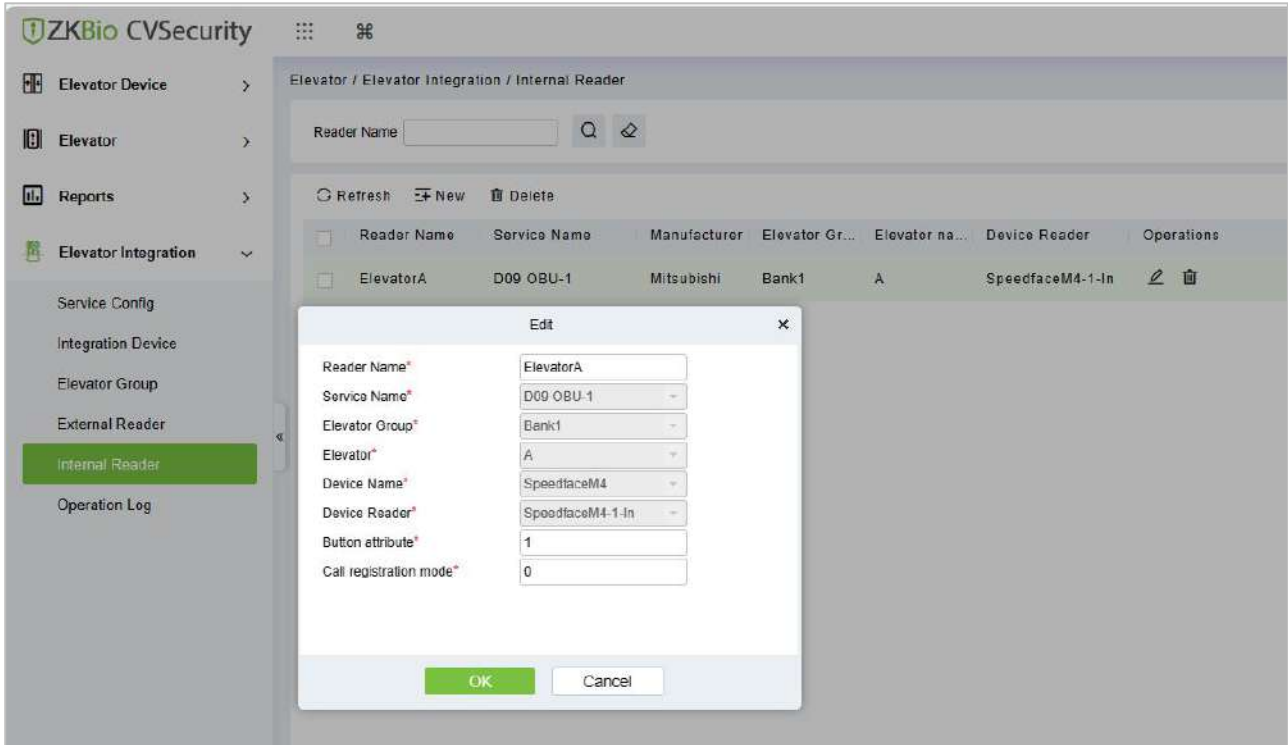 ZKBio CVSecurity
Elevator Device
Elevator
Reports
Elevator Integration
Service Config
Integration Device
Elevator Group
External Reader
Internal Reader
Operation Log
Elevator / Elevator Integration / Internal Reader
Reader Name
Refresh New Delete
Reader Name Service Name Manufacturer Elevator Gr... Elevator na... Device Reader Operations
ElevatorA D09 OBU-1 Mitsubishi Bank1 A SpeedfaceM4-1-In
Edit
Reader Name* ElevatorA
Service Name* D09 OBU-1
Elevator Group* Bank1
Elevator* A
Device Name* SpeedfaceM4
Device Reader* SpeedfaceM4-1-In
Button attribute* 1
Call registration mode* 0
OK Cancel